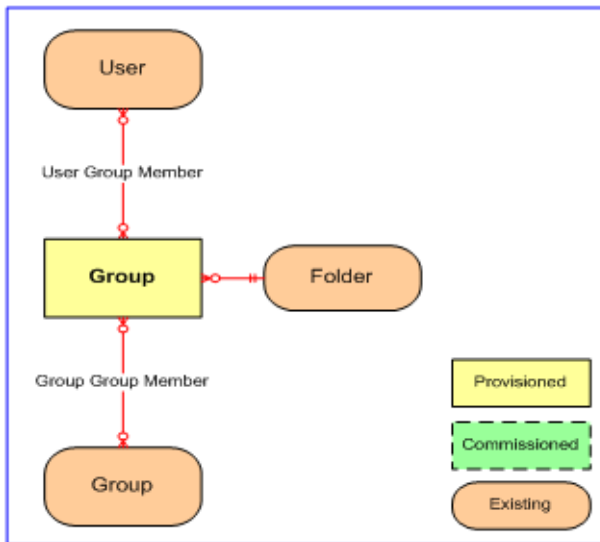 User
User Group Member
Group
Folder
Group Group Member
Group
Provisioned
Commissioned
Existing